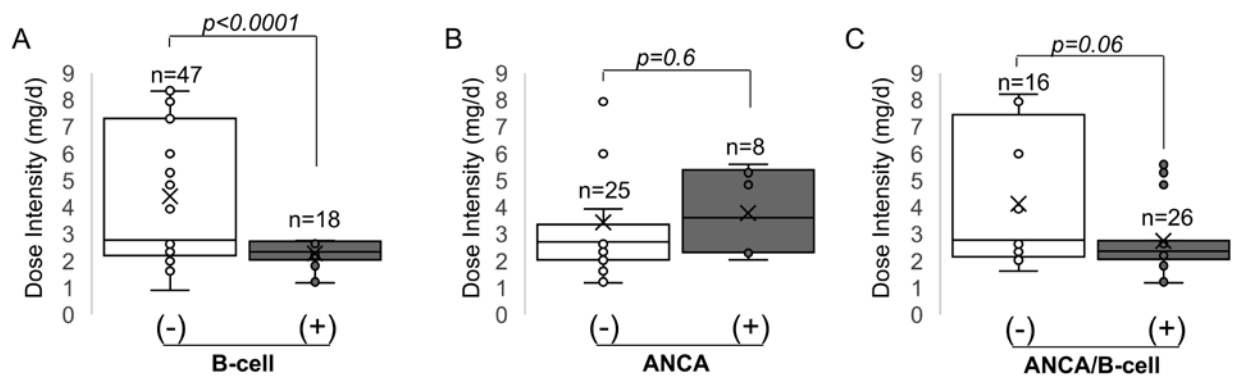 A
p<0.0001
Dose Intensity (mg/d)
9
8
7
6
5
4
3
2
1
0
n=47
n=18
(-)
(+)
B-cell
B
p=0.6
Dose Intensity (mg/d)
9
8
7
6
5
4
3
2
1
0
n=25
n=8
(-)
(+)
ANCA
C
p=0.06
Dose Intensity (mg/d)
9
8
7
6
5
4
3
2
1
0
n=16
n=26
(-)
(+)
ANCA/B-cell